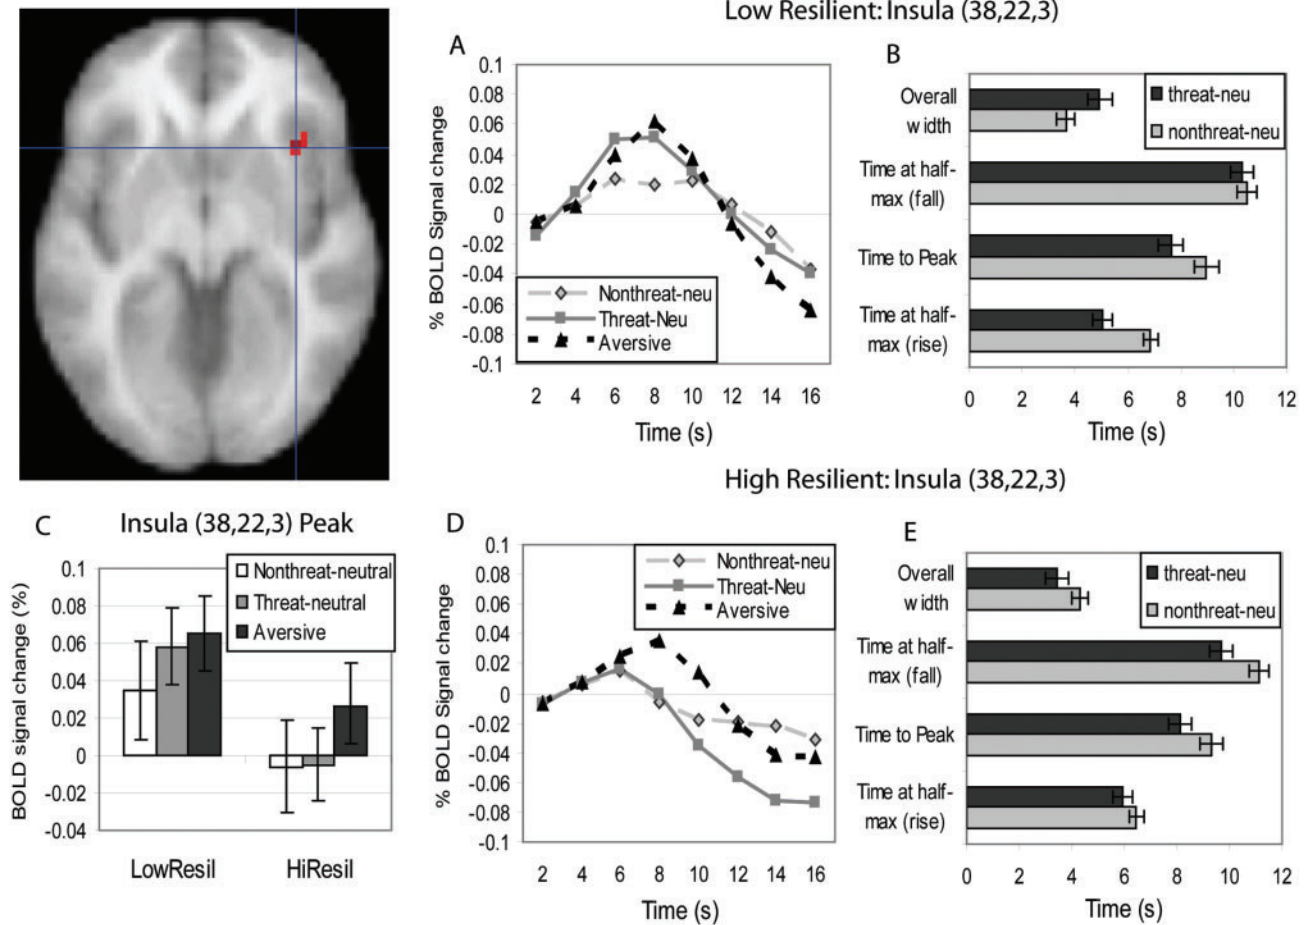 Low Resilient: Insula (38,22,3)
A
% BOLD Signal change
0.1
0.08
0.06
0.04
0.02
0
-0.02
-0.04
-0.06
-0.08
-0.1
Nonthreat-neu
Threat-Neu
Aversive
2 4 6 8 10 12 14 16
Time (s)
B
threat-neu
nonthreat-neu
Overall
width
Time at half-
max (fall)
Time to Peak
Time at half-
max (rise)
0 2 4 6 8 10 12
Time (s)
C
Insula (38,22,3) Peak
BOLD signal change (%)
0.1
0.08
0.06
0.04
0.02
0
-0.02
-0.04
Nonthreat-neutral
Threat-neutral
Aversive
LowResil HiResil
High Resilient: Insula (38,22,3)
D
% BOLD Signal change
0.1
0.08
0.06
0.04
0.02
0
-0.02
-0.04
-0.06
-0.08
-0.1
Nonthreat-neu
Threat-Neu
Aversive
2 4 6 8 10 12 14 16
Time (s)
E
threat-neu
nonthreat-neu
Overall
width
Time at half-
max (fall)
Time to Peak
Time at half-
max (rise)
0 2 4 6 8 10 12
Time (s)